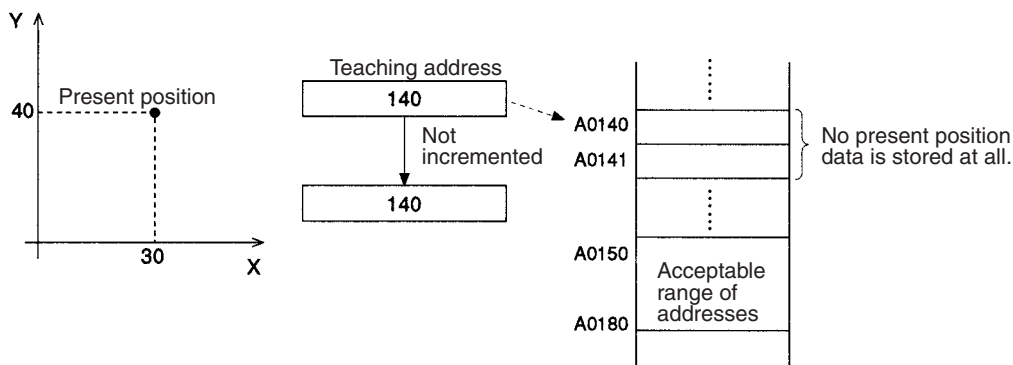 Y
40
Present position
30
X
Teaching address
140
Not
incremented
140
A0140
A0141
No present position
data is stored at all.
A0150
Acceptable
range of
addresses
A0180